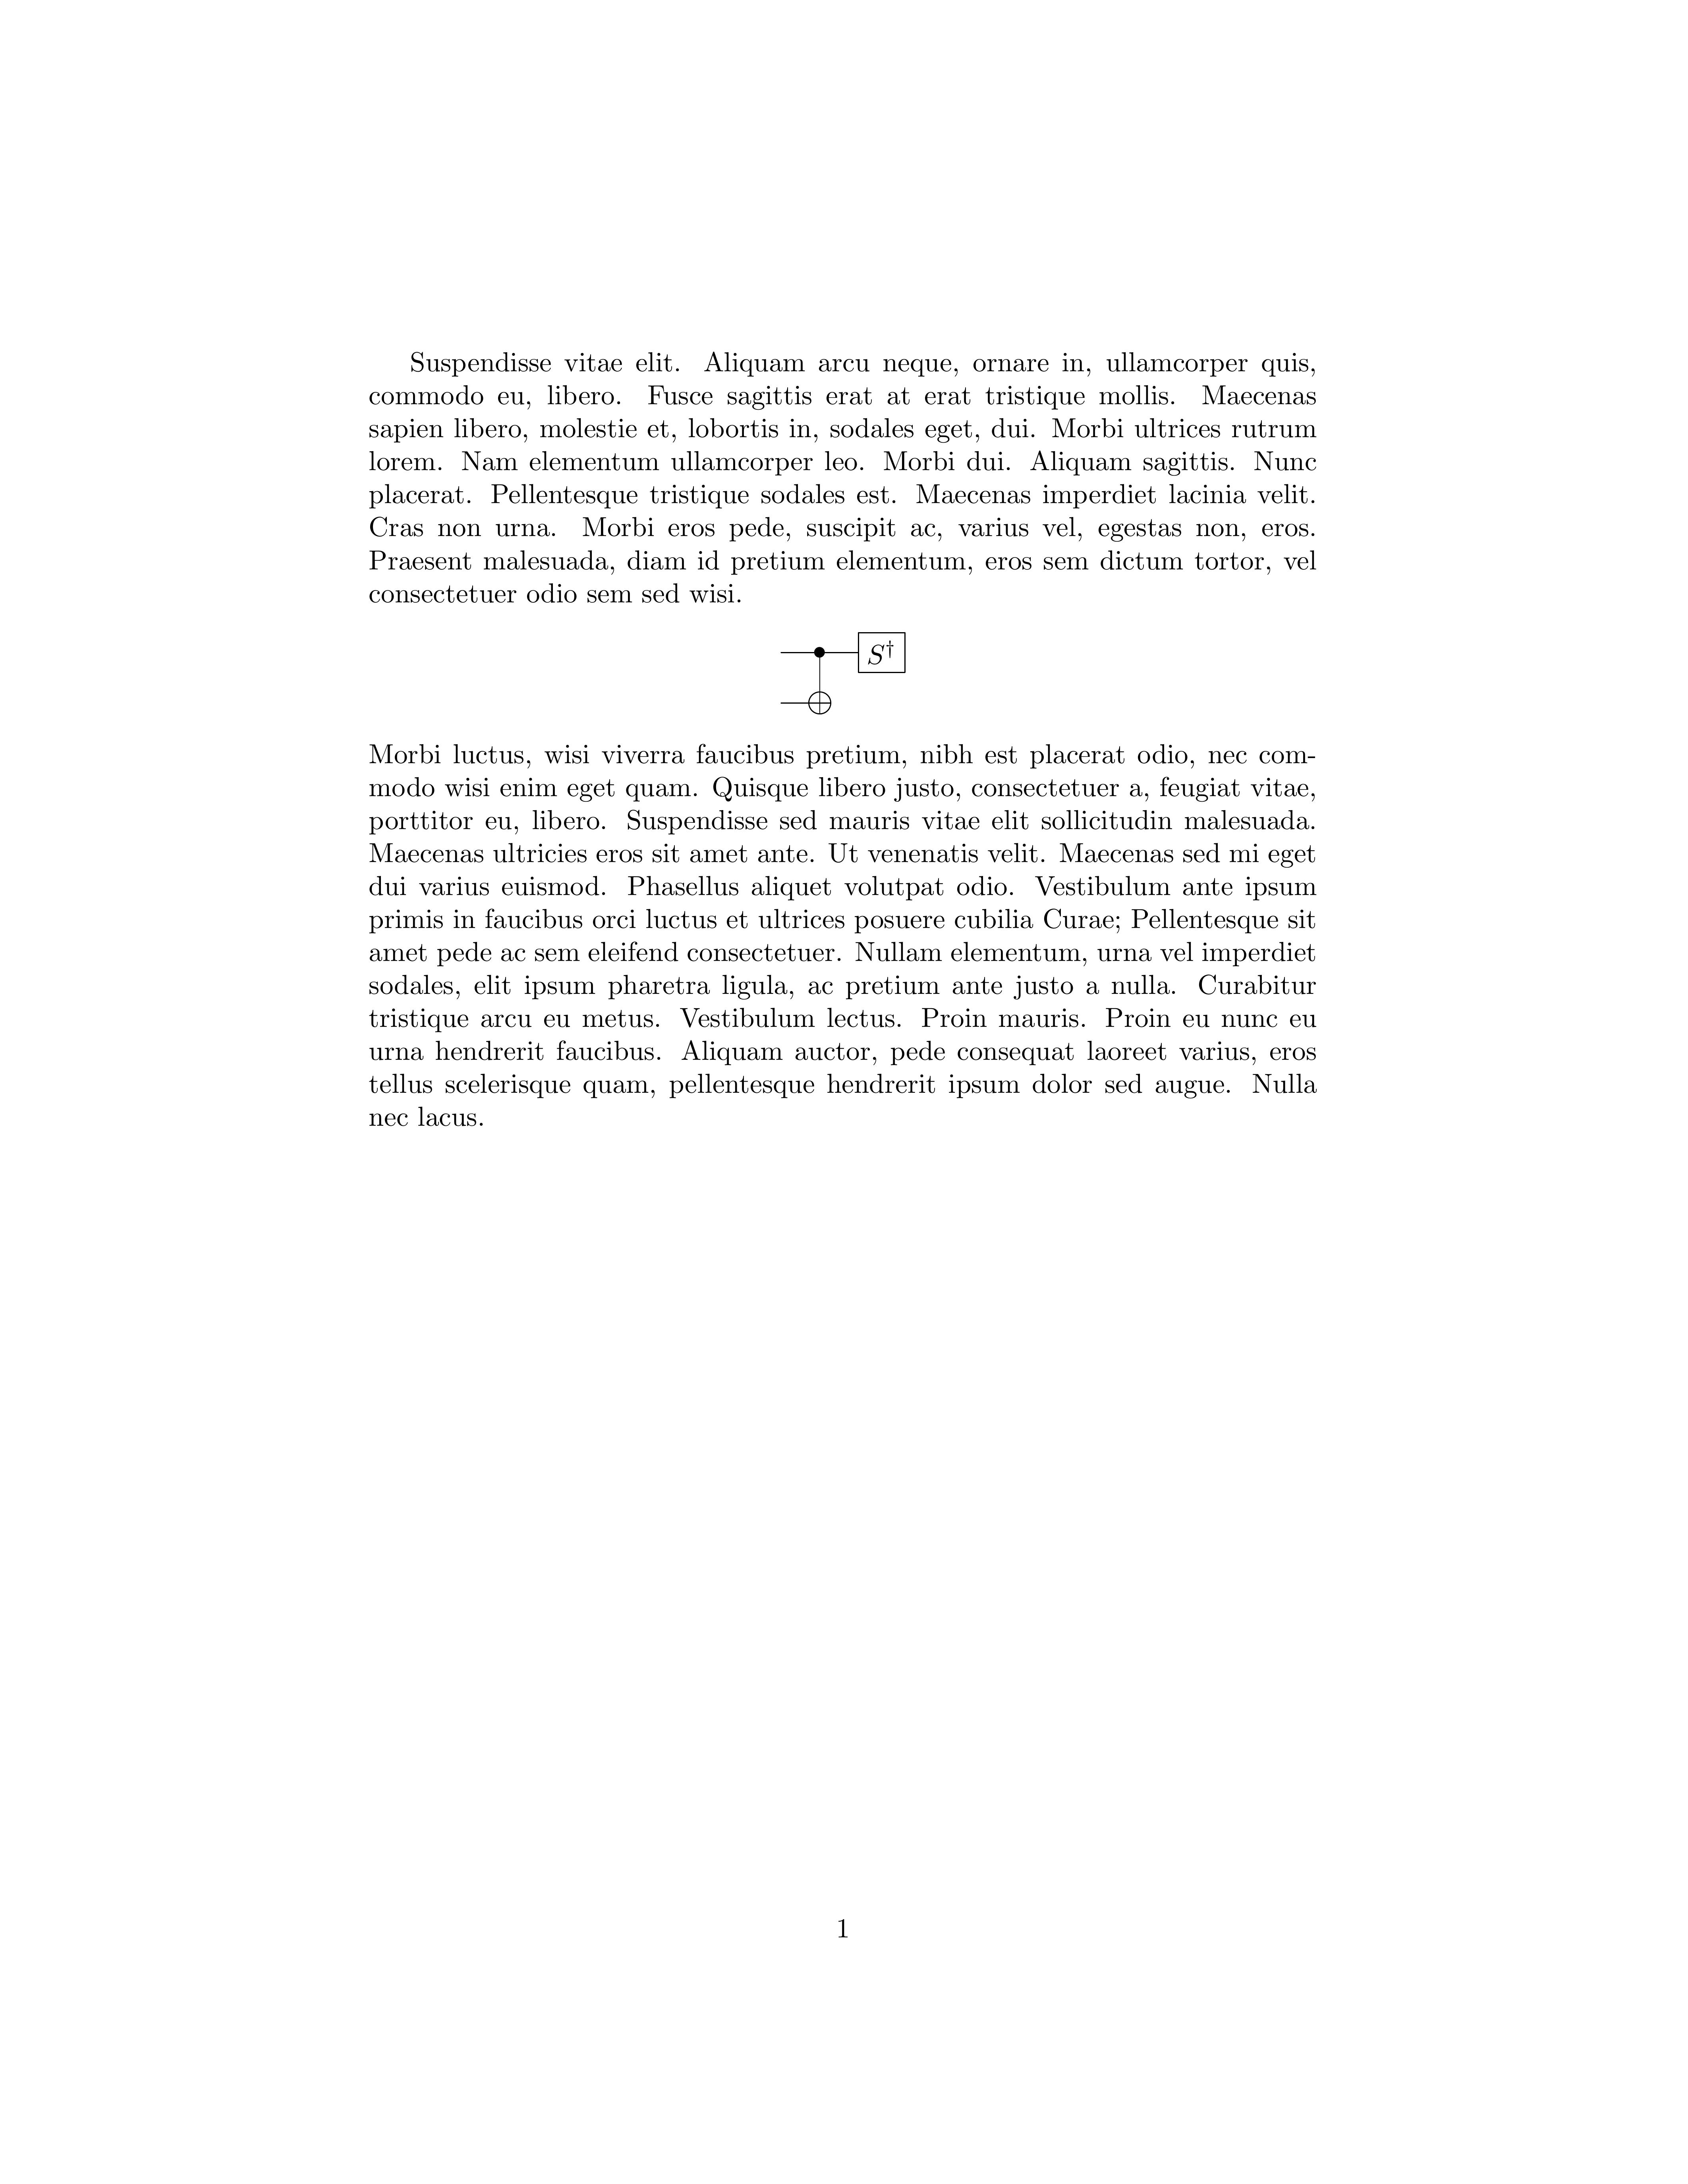 Suspendisse vitae elit. Aliquam arcu neque, ornare in, ullamcorper quis,
commodo eu, libero. Fusce sagittis erat at erat tristique mollis. Maecenas
sapien libero, molestie et, lobortis in, sodales eget, dui. Morbi ultrices rutrum
lorem. Nam elementum ullamcorper leo. Morbi dui. Aliquam sagittis. Nunc
placerat. Pellentesque tristique sodales est. Maecenas imperdiet lacinia velit.
Cras non urna. Morbi eros pede, suscipit ac, varius vel, egestas non, eros.
Praesent malesuada, diam id pretium elementum, eros sem dictum tortor, vel
consectetuer odio sem sed wisi.
S†
Morbi luctus, wisi viverra faucibus pretium, nibh est placerat odio, nec com-
modo wisi enim eget quam. Quisque libero justo, consectetuer a, feugiat vitae,
porttitor eu, libero. Suspendisse sed mauris vitae elit sollicitudin malesuada.
Maecenas ultricies eros sit amet ante. Ut venenatis velit. Maecenas sed mi eget
dui varius euismod. Phasellus aliquet volutpat odio. Vestibulum ante ipsum
primis in faucibus orci luctus et ultrices posuere cubilia Curae; Pellentesque sit
amet pede ac sem eleifend consectetuer. Nullam elementum, urna vel imperdiet
sodales, elit ipsum pharetra ligula, ac pretium ante justo a nulla. Curabitur
tristique arcu eu metus. Vestibulum lectus. Proin mauris. Proin eu nunc eu
urna hendrerit faucibus. Aliquam auctor, pede consequat laoreet varius, eros
tellus scelerisque quam, pellentesque hendrerit ipsum dolor sed augue. Nulla
nec lacus.
1